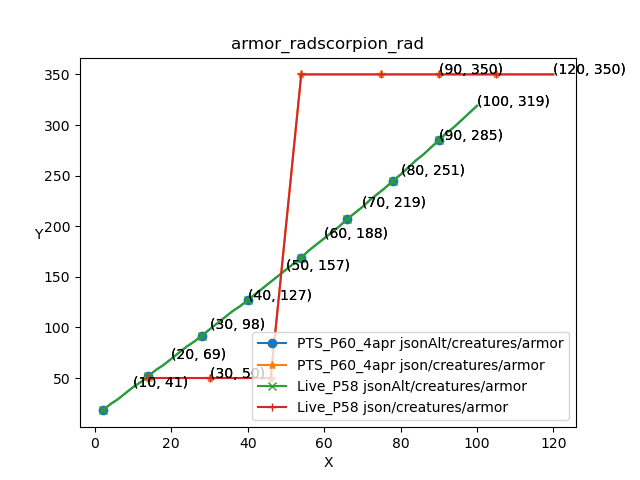 armor_radscorpion_rad
350
300
250
200
150
100
50
Y
(90, 350)
(120, 350)
(100, 319)
(90, 285)
(80, 251)
(70, 219)
(60, 188)
(50, 157)
(40, 127)
(30, 98)
(20, 69)
(10, 41)
(30, 50)
PTS_P60_4apr jsonAlt/creatures/armor
PTS_P60_4apr json/creatures/armor
Live_P58 jsonAlt/creatures/armor
Live_P58 json/creatures/armor
0 20 40 60 80 100 120
X